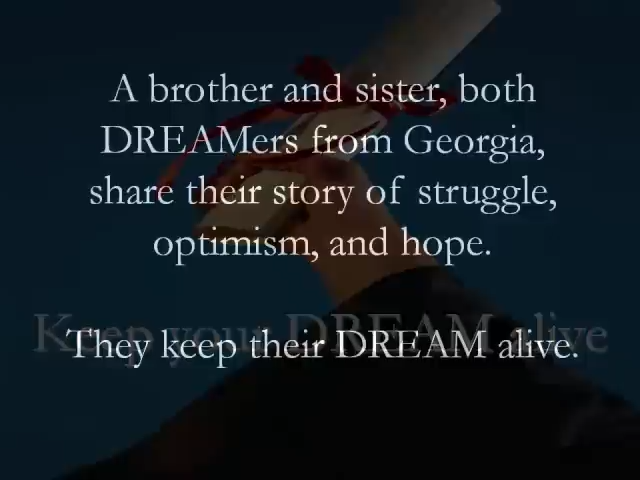 A brother and sister, both
DREAMers from Georgia,
share their story of struggle,
optimism, and hope.
Keep your DREAM alive
They keep their DREAM alive.